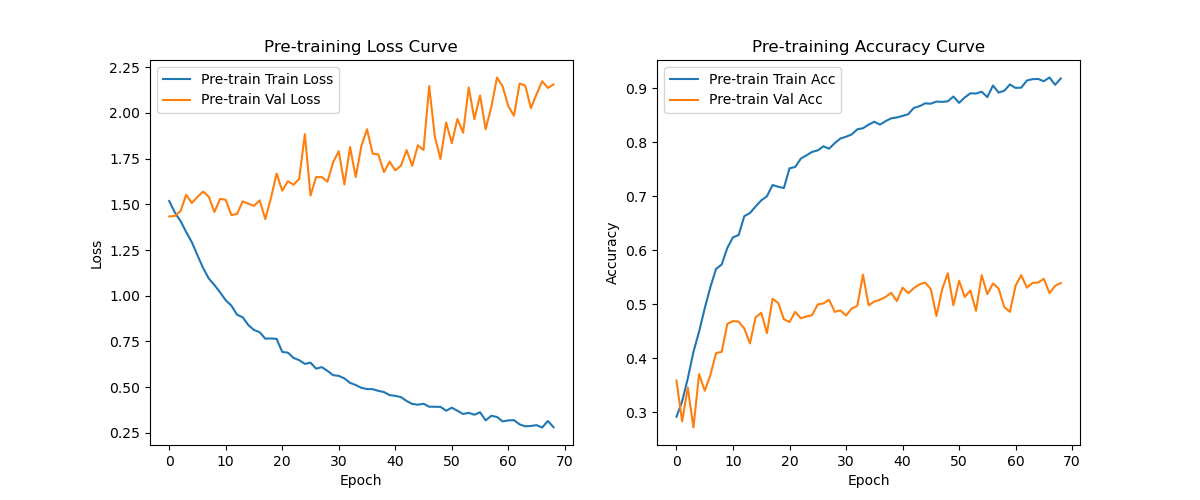 Pre-training Loss Curve
Pre-train Train Loss
Pre-train Val Loss
2.25
2.00
1.75
1.50
1.25
1.00
0.75
0.50
0.25
Loss
0 10 20 30 40 50 60 70
Epoch
Pre-training Accuracy Curve
Pre-train Train Acc
Pre-train Val Acc
0.9
0.8
0.7
0.6
0.5
0.4
0.3
Accuracy
0 10 20 30 40 50 60 70
Epoch